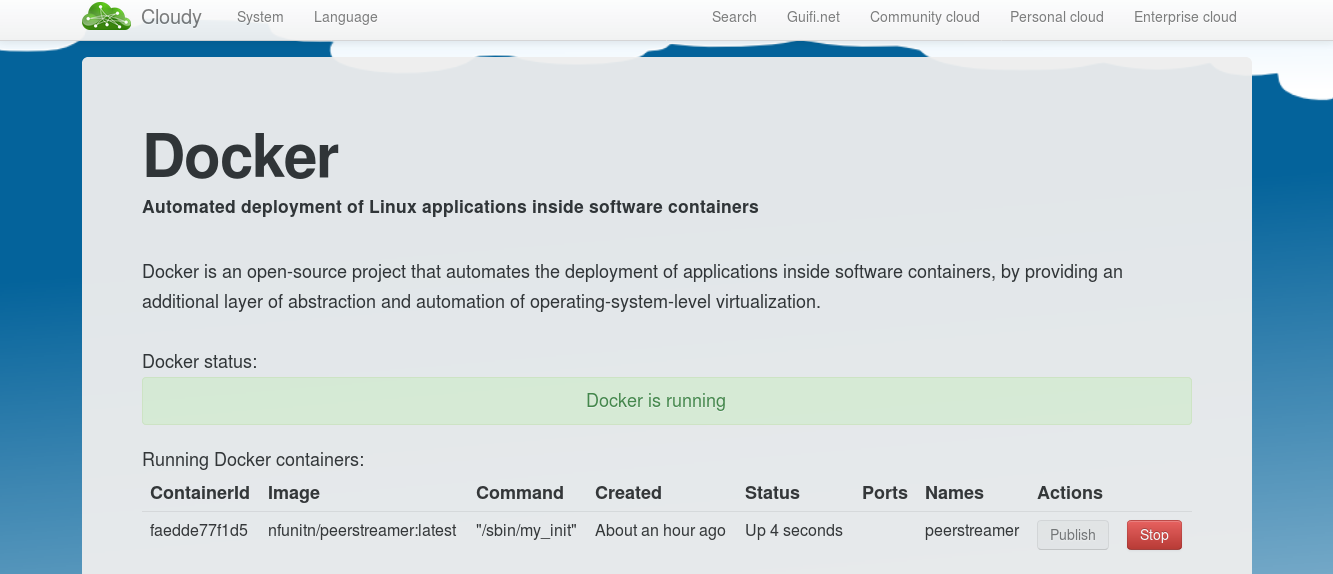 Cloudy System Language Search Guifi.net Community cloud Personal cloud Enterprise cloud
Docker
Automated deployment of Linux applications inside software containers
Docker is an open-source project that automates the deployment of applications inside software containers, by providing an
additional layer of abstraction and automation of operating-system-level virtualization.
Docker status:
Docker is running
Running Docker containers:
ContainerId Image Command Created Status Ports Names Actions
faedde77f1d5 nfunitn/peerstreamer:latest "/sbin/my_init" About an hour ago Up 4 seconds peerstreamer Publish Stop